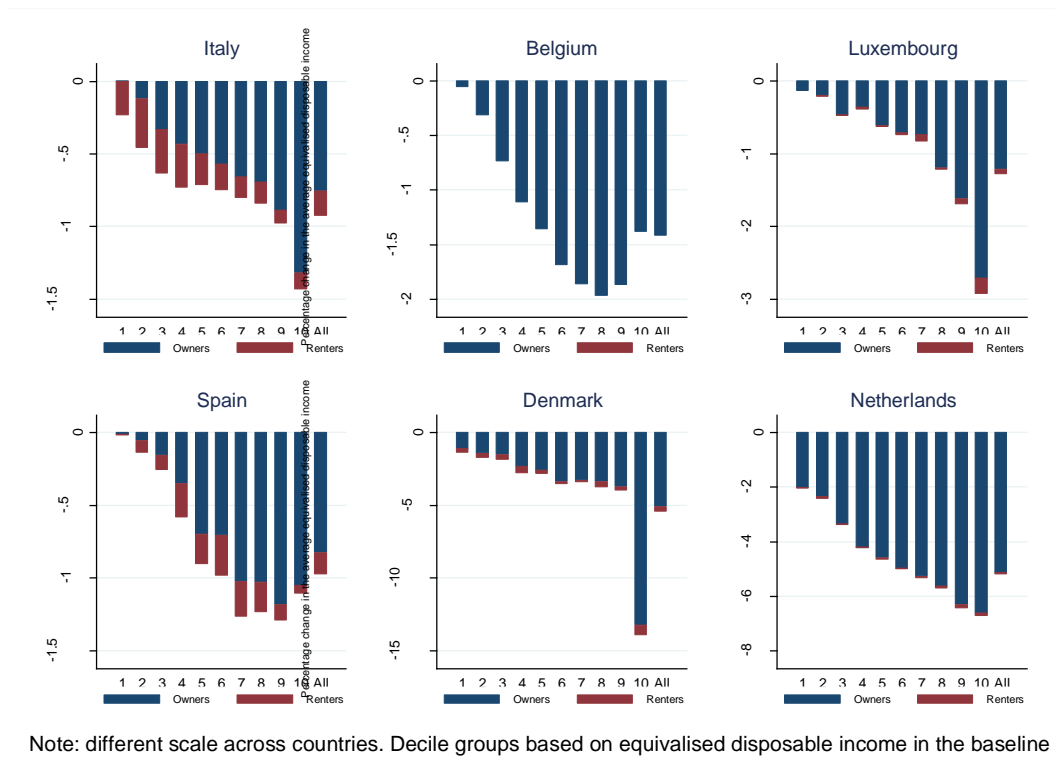 Italy
0
-.5
-1
-1.5
1 2 3 4 5 6 7 8 9 10 All
Owners Renters
Percentage change in the average equivalised disposable income
Belgium
0
-.5
-1
-1.5
-2
1 2 3 4 5 6 7 8 9 10 All
Owners Renters
Luxembourg
0
-1
-2
-3
1 2 3 4 5 6 7 8 9 10 All
Owners Renters
Spain
0
-.5
-1
-1.5
1 2 3 4 5 6 7 8 9 10 All
Owners Renters
Percentage change in the average equivalised disposable income
Denmark
0
-5
-10
-15
1 2 3 4 5 6 7 8 9 10 All
Owners Renters
Netherlands
0
-2
-4
-6
-8
1 2 3 4 5 6 7 8 9 10 All
Owners Renters
Note: different scale across countries. Decile groups based on equivalised disposable income in the baseline